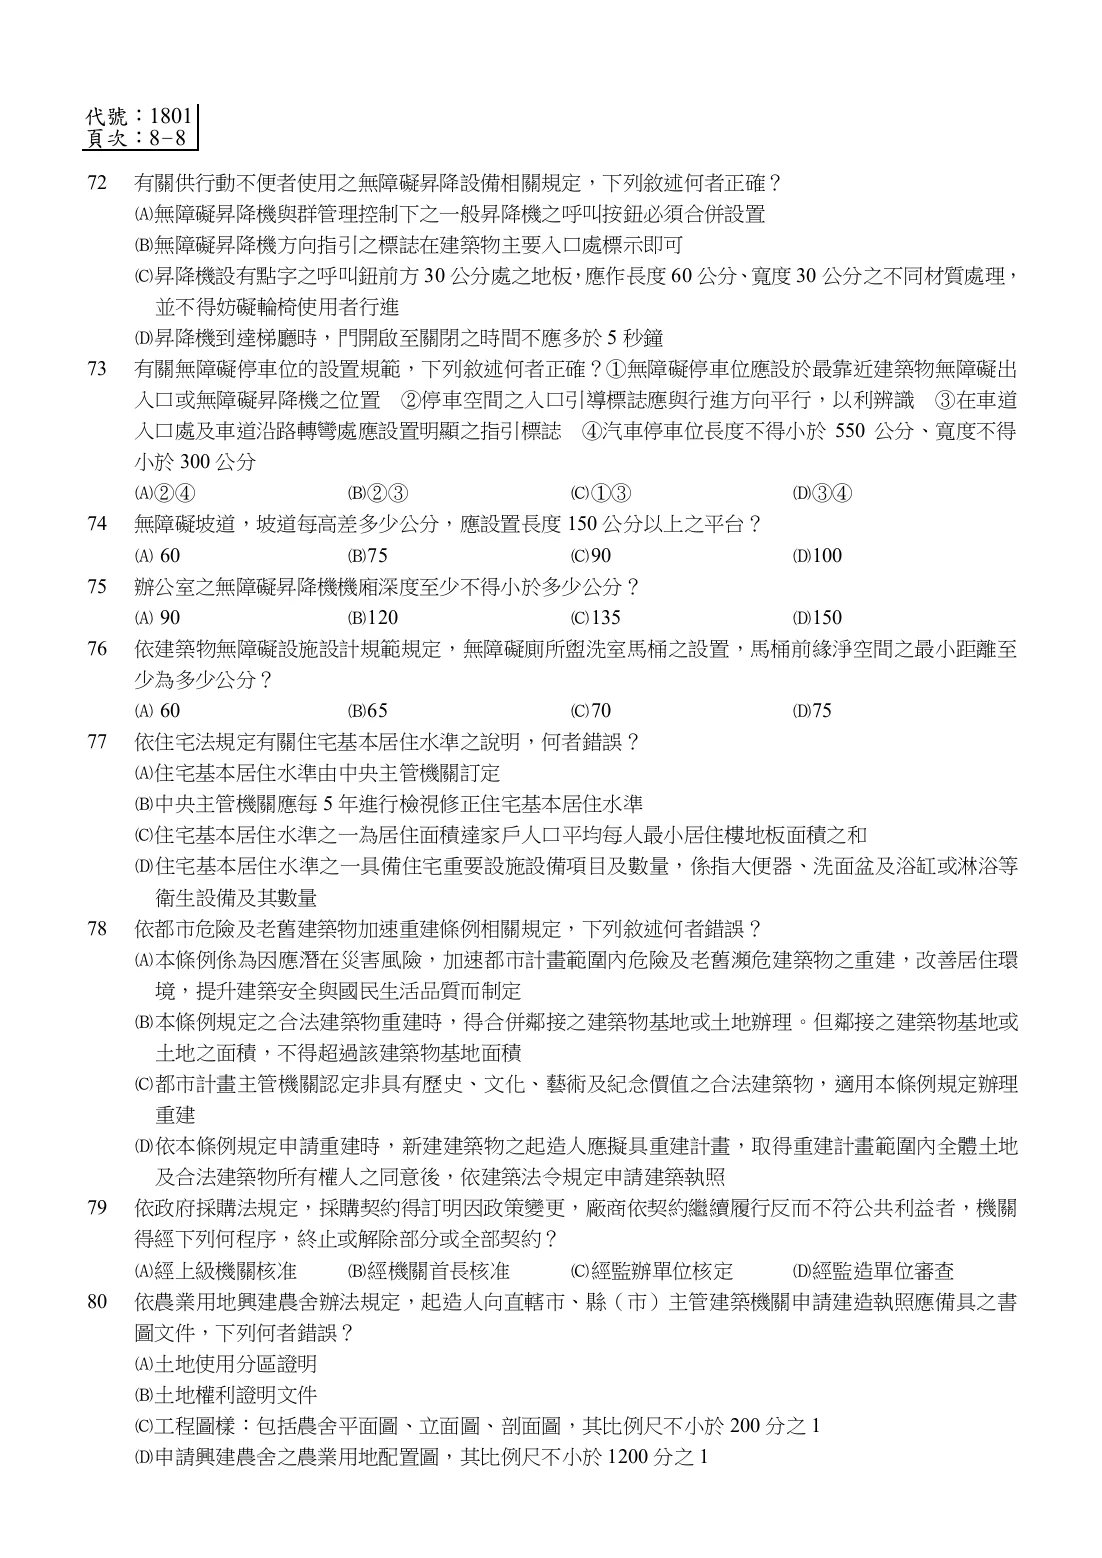 代號：1801
頁次：8－8
72 有關供行動不便者使用之無障礙昇降設備相關規定，下列敘述何者正確？
(A)無障礙昇降機與群管理控制下之一般昇降機之呼叫按鈕必須合併設置
(B)無障礙昇降機方向指引之標誌在建築物主要入口處標示即可
(C)昇降機設有點字之呼叫鈕前方 30 公分處之地板，應作長度 60 公分、寬度 30 公分之不同材質處理，
並不得妨礙輪椅使用者行進
(D)昇降機到達梯廳時，門開啟至關閉之時間不應多於 5 秒鐘
73 有關無障礙停車位的設置規範，下列敘述何者正確？①無障礙停車位應設於最靠近建築物無障礙出
入口或無障礙昇降機之位置　②停車空間之入口引導標誌應與行進方向平行，以利辨識　③在車道
入口處及車道沿路轉彎處應設置明顯之指引標誌　④汽車停車位長度不得小於 550 公分、寬度不得
小於 300 公分
(A)②④ (B)②③ (C)①③ (D)③④
74 無障礙坡道，坡道每高差多少公分，應設置長度 150 公分以上之平台？
(A) 60 (B)75 (C)90 (D)100
75 辦公室之無障礙昇降機機廂深度至少不得小於多少公分？
(A) 90 (B)120 (C)135 (D)150
76 依建築物無障礙設施設計規範規定，無障礙廁所盥洗室馬桶之設置，馬桶前緣淨空間之最小距離至
少為多少公分？
(A) 60 (B)65 (C)70 (D)75
77 依住宅法規定有關住宅基本居住水準之說明，何者錯誤？
(A)住宅基本居住水準由中央主管機關訂定
(B)中央主管機關應每 5 年進行檢視修正住宅基本居住水準
(C)住宅基本居住水準之一為居住面積達家戶人口平均每人最小居住樓地板面積之和
(D)住宅基本居住水準之一具備住宅重要設施設備項目及數量，係指大便器、洗面盆及浴缸或淋浴等
衛生設備及其數量
78 依都市危險及老舊建築物加速重建條例相關規定，下列敘述何者錯誤？
(A)本條例係為因應潛在災害風險，加速都市計畫範圍內危險及老舊瀕危建築物之重建，改善居住環
境，提升建築安全與國民生活品質而制定
(B)本條例規定之合法建築物重建時，得合併鄰接之建築物基地或土地辦理。但鄰接之建築物基地或
土地之面積，不得超過該建築物基地面積
(C)都市計畫主管機關認定非具有歷史、文化、藝術及紀念價值之合法建築物，適用本條例規定辦理
重建
(D)依本條例規定申請重建時，新建建築物之起造人應擬具重建計畫，取得重建計畫範圍內全體土地
及合法建築物所有權人之同意後，依建築法令規定申請建築執照
79 依政府採購法規定，採購契約得訂明因政策變更，廠商依契約繼續履行反而不符公共利益者，機關
得經下列何程序，終止或解除部分或全部契約？
(A)經上級機關核准 (B)經機關首長核准 (C)經監辦單位核定 (D)經監造單位審查
80 依農業用地興建農舍辦法規定，起造人向直轄市、縣（市）主管建築機關申請建造執照應備具之書
圖文件，下列何者錯誤？
(A)土地使用分區證明
(B)土地權利證明文件
(C)工程圖樣：包括農舍平面圖、立面圖、剖面圖，其比例尺不小於 200 分之 1
(D)申請興建農舍之農業用地配置圖，其比例尺不小於 1200 分之 1